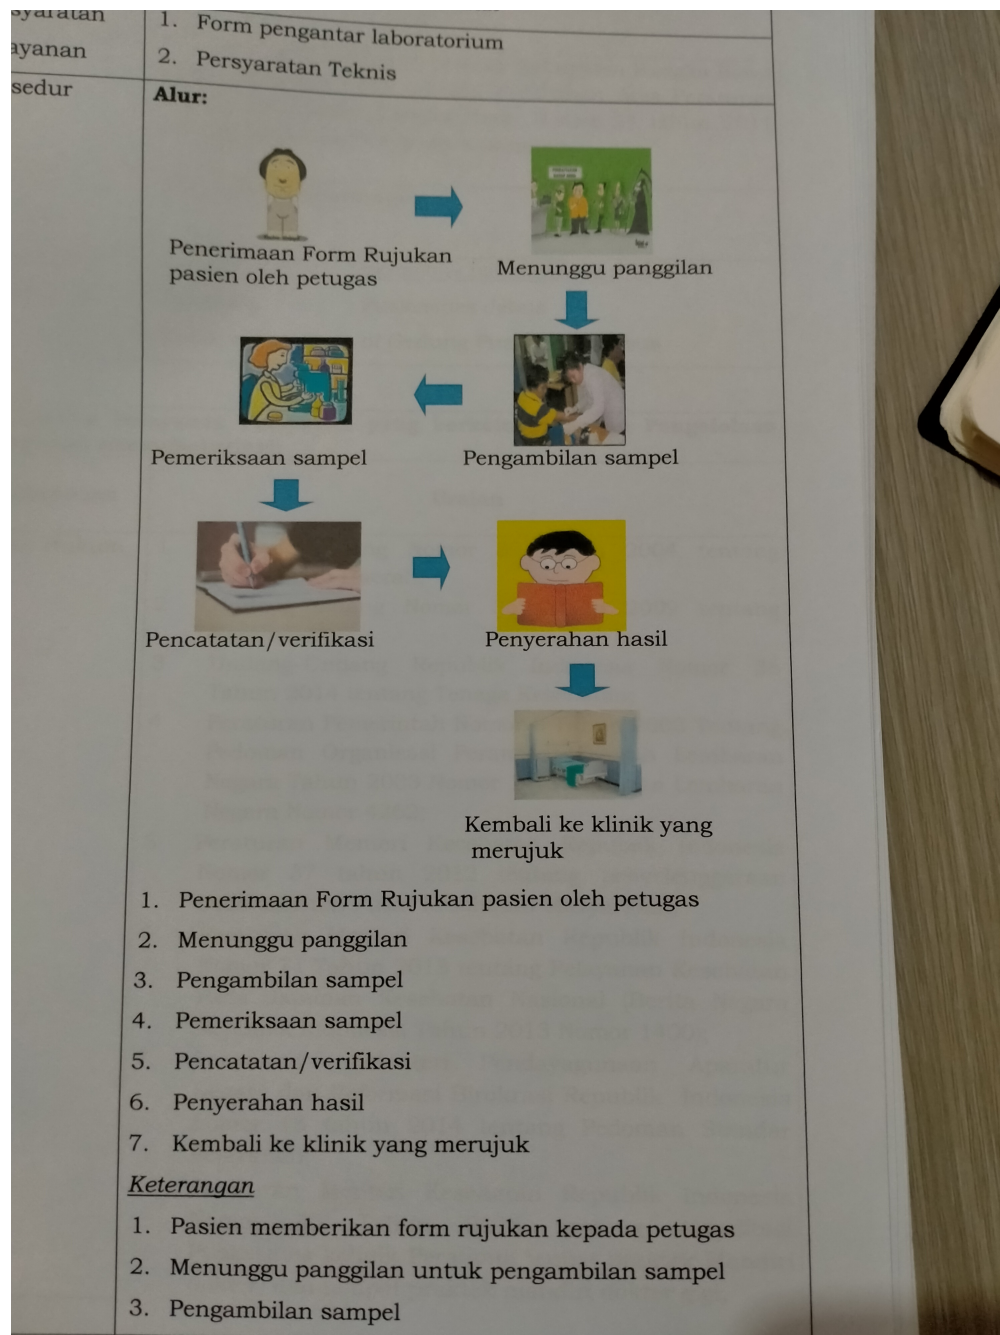 1. Form pengantar laboratorium
ayanan
2. Persyaratan Teknis
sedur
Alur:
Penerimaan Form Rujukan
pasien oleh petugas
Menunggu panggilan
Pemeriksaan sampel
Pengambilan sampel
Pencatatan/verifikasi
Penyerahan hasil
Kembali ke klinik yang
merujuk
1. Penerimaan Form Rujukan pasien oleh petugas
2. Menunggu panggilan
3. Pengambilan sampel
4. Pemeriksaan sampel
5. Pencatatan/verifikasi
6. Penyerahan hasil
7. Kembali ke klinik yang merujuk
Keterangan
1. Pasien memberikan form rujukan kepada petugas
2. Menunggu panggilan untuk pengambilan sampel
3. Pengambilan sampel